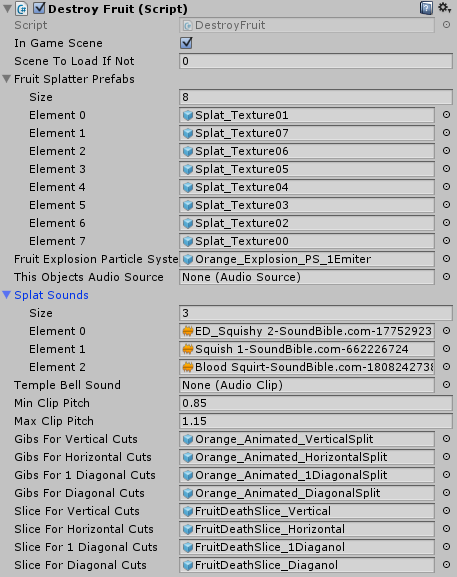 Destroy Fruit (Script)
Script DestroyFruit
In Game Scene
Scene To Load If Not 0
Fruit Splatter Prefabs
Size 8
Element 0 Splat_Texture01
Element 1 Splat_Texture07
Element 2 Splat_Texture06
Element 3 Splat_Texture05
Element 4 Splat_Texture04
Element 5 Splat_Texture03
Element 6 Splat_Texture02
Element 7 Splat_Texture00
Fruit Explosion Particle Syste Orange_Explosion_PS_1Emiter
This Objects Audio Source None (Audio Source)
Splat Sounds
Size 3
Element 0 ED_Squishy 2-SoundBible.com-17752923
Element 1 Squish 1-SoundBible.com-662226724
Element 2 Blood Squirt-SoundBible.com-1808242738
Temple Bell Sound None (Audio Clip)
Min Clip Pitch 0.85
Max Clip Pitch 1.15
Gibs For Vertical Cuts Orange_Animated_VerticalSplit
Gibs For Horizontal Cuts Orange_Animated_HorizontalSplit
Gibs For 1 Diagonal Cuts Orange_Animated_1DiagonalSplit
Gibs For Diagonal Cuts Orange_Animated_DiagonalSplit
Slice For Vertical Cuts FruitDeathSlice_Vertical
Slice For Horizontal Cuts FruitDeathSlice_Horizontal
Slice For 1 Diagonal Cuts FruitDeathSlice_1Diaganol
Slice For Diagonal Cuts FruitDeathSlice_Diaganol